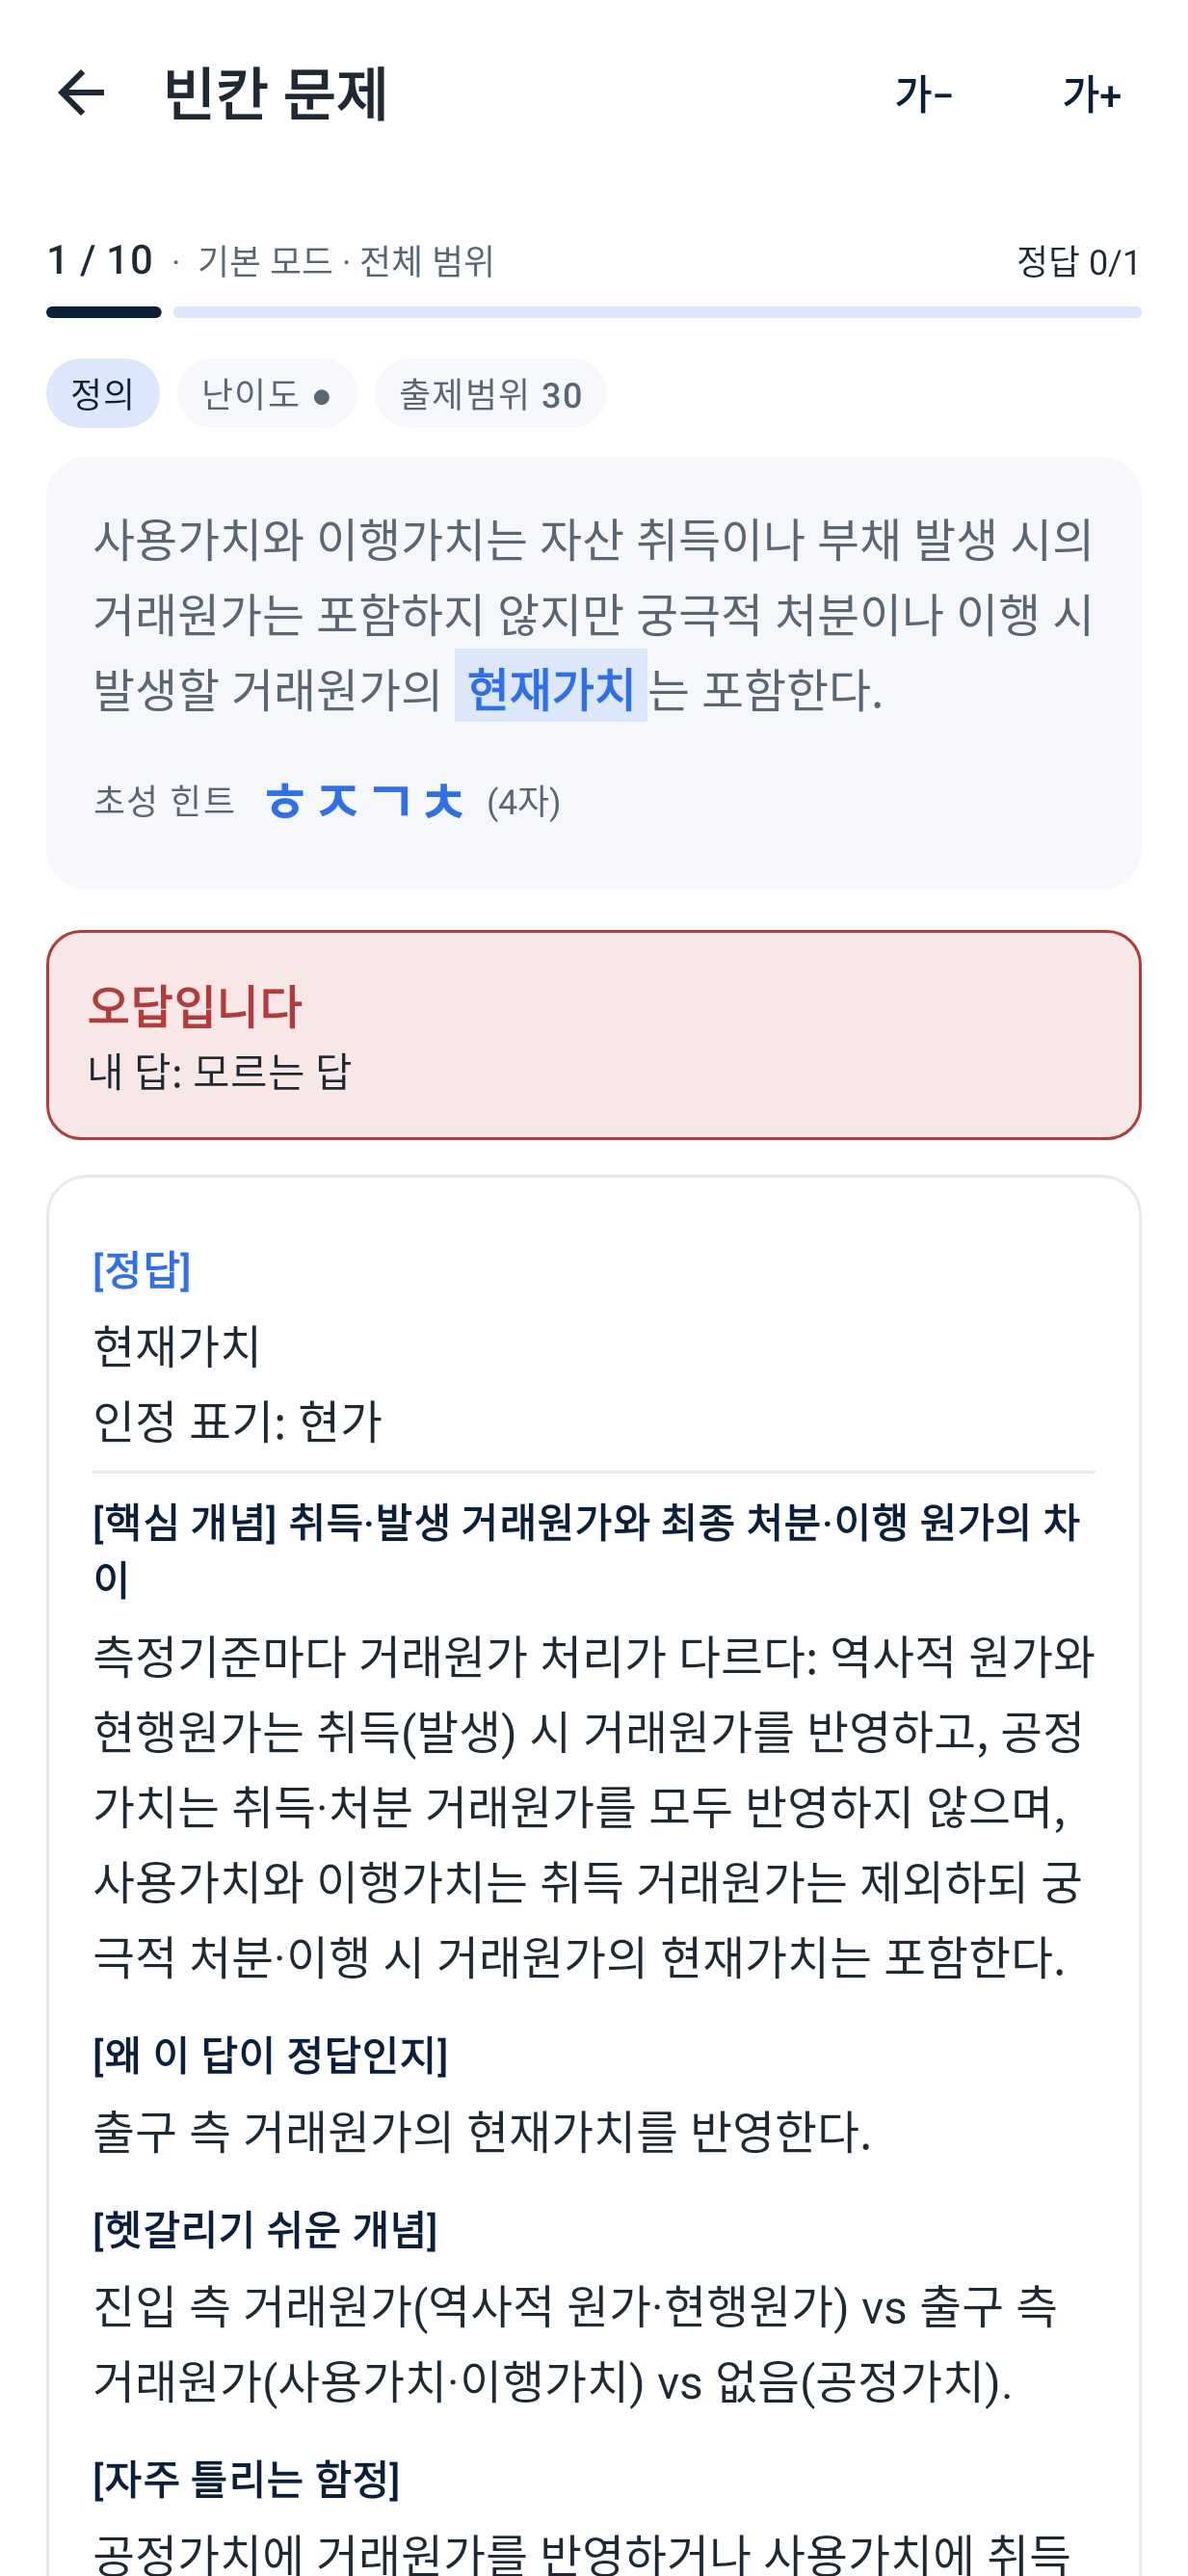 빈칸 문제
가-
가+
1 / 10 · 기본 모드 · 전체 범위
정답 0/1
정의
난이도 ●
출제범위 30
사용가치와 이행가치는 자산 취득이나 부채 발생 시의
거래원가는 포함하지 않지만 궁극적 처분이나 이행 시
발생할 거래원가의 현재가치는 포함한다.
초성 힌트 ㅎㅈㄱㅊ (4자)
오답입니다
내 답: 모르는 답
[정답]
현재가치
인정 표기: 현가
[핵심 개념] 취득·발생 거래원가와 최종 처분·이행 원가의 차
이
측정기준마다 거래원가 처리가 다르다: 역사적 원가와
현행원가는 취득(발생) 시 거래원가를 반영하고, 공정
가치는 취득·처분 거래원가를 모두 반영하지 않으며,
사용가치와 이행가치는 취득 거래원가는 제외하되 궁
극적 처분·이행 시 거래원가의 현재가치는 포함한다.
[왜 이 답이 정답인지]
출구 측 거래원가의 현재가치를 반영한다.
[헷갈리기 쉬운 개념]
진입 측 거래원가(역사적 원가·현행원가) vs 출구 측
거래원가(사용가치·이행가치) vs 없음(공정가치).
[자주 틀리는 함정]
공정가치에 거래원가를 반영하거나 사용가치에 취득